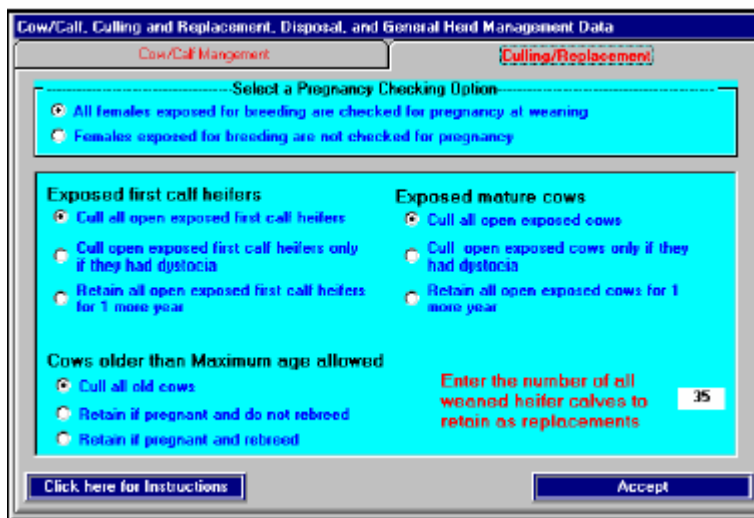 Cow/Calf, Culling and Replacement, Disposal, and General Herd Management Data
Cow/Calf Mangement
Culling/Replacement
Select a Pregnancy Checking Option
All females exposed for breeding are checked for pregnancy at weaning
Females exposed for breeding are not checked for pregnancy
Exposed first calf heifers
Cull all open exposed first calf heifers
Cull open exposed first calf heifers only
if they had dystocia
Retain all open exposed first calf heifers
for 1 more year
Exposed mature cows
Cull all open exposed cows
Cull open exposed cows only if they
had dystocia
Retain all open exposed cows for 1
more year
Cows older than Maximum age allowed
Cull all old cows
Retain if pregnant and do not rebreed
Retain if pregnant and rebreed
Enter the number of all
weaned heifer calves to
retain as replacements
35
Click here for Instructions
Accept